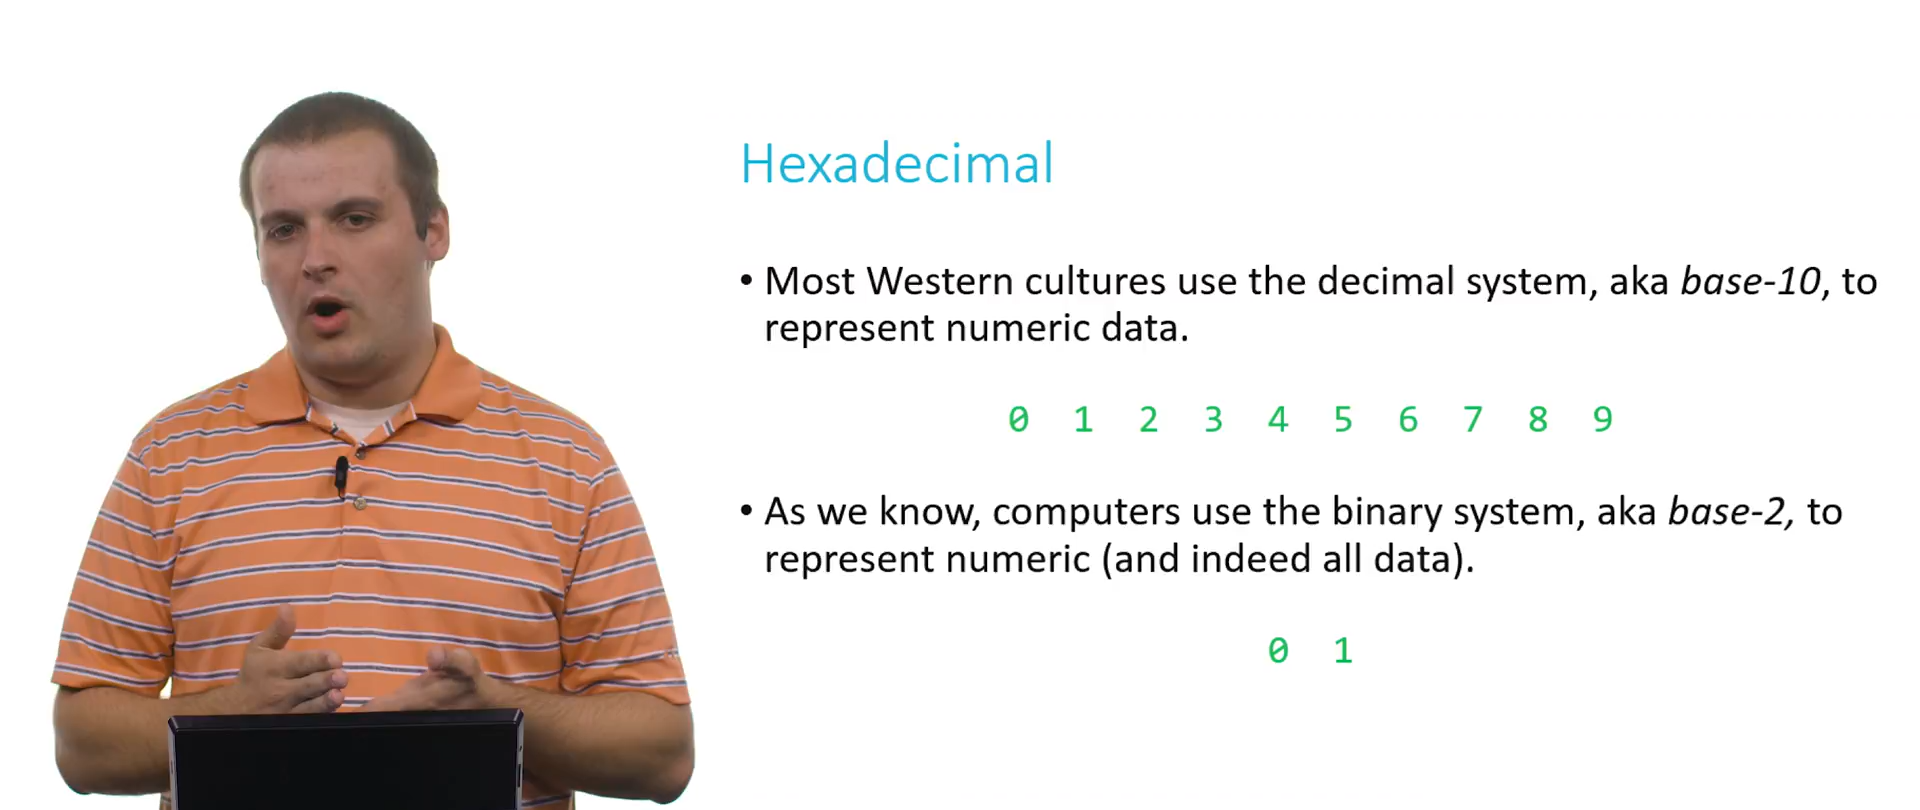 Hexadecimal
• Most Western cultures use the decimal system, aka base-10, to
represent numeric data.
0 1 2 3 4 5 6 7 8 9
• As we know, computers use the binary system, aka base-2, to
represent numeric (and indeed all data).
0 1